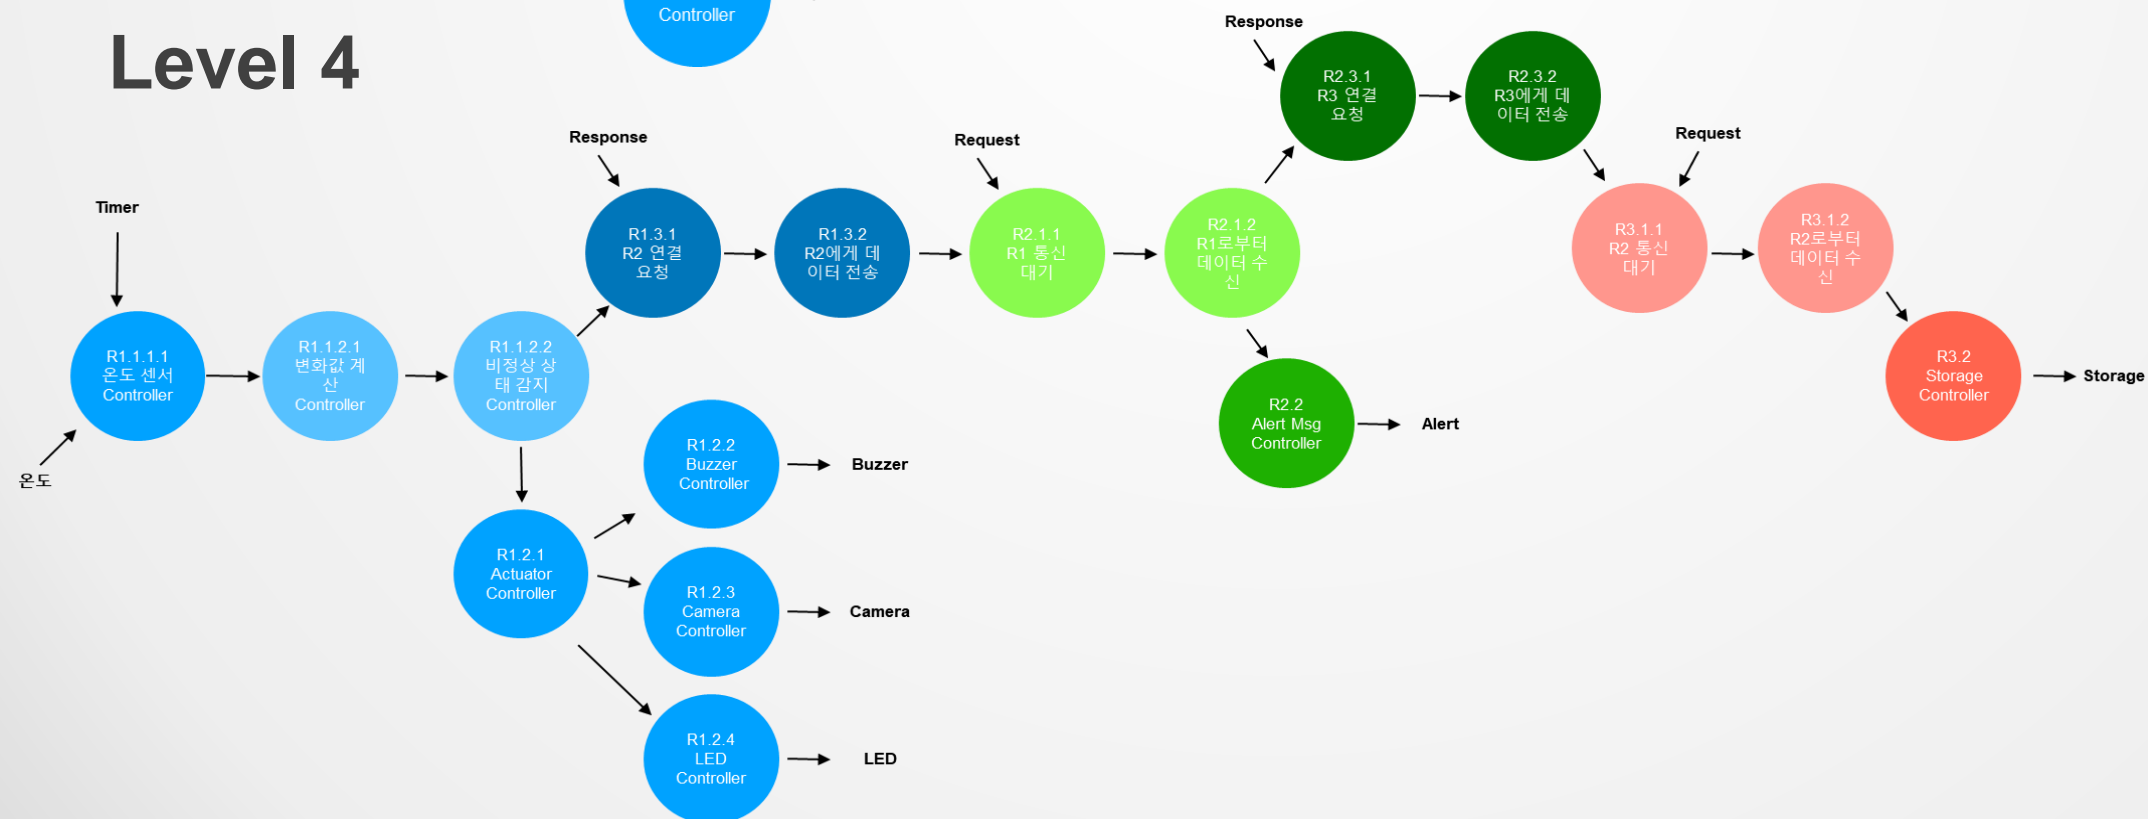 Controller
Level 4
Response
R2.3.1
R3 연결
요청
R2.3.2
R3에게 데
이터 전송
Response
Request
Request
Timer
R1.3.1
R2 연결
요청
R1.3.2
R2에게 데
이터 전송
R2.1.1
R1 통신
대기
R2.1.2
R1로부터
데이터 수
신
R3.1.1
R2 통신
대기
R3.1.2
R2로부터
데이터 수
신
R1.1.1.1
온도 센서
Controller
R1.1.2.1
변화값 계
산
Controller
R1.1.2.2
비정상 상
태 감지
Controller
R3.2
Storage
Controller
Storage
R2.2
Alert Msg
Controller
Alert
온도
R1.2.2
Buzzer
Controller
Buzzer
R1.2.1
Actuator
Controller
R1.2.3
Camera
Controller
Camera
R1.2.4
LED
Controller
LED